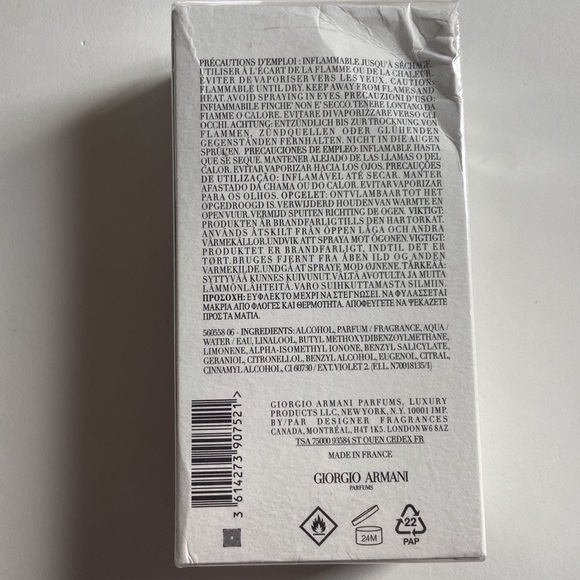 PRÉCAUTIONS D'EMPLOI : INFLAMMABLE JUSQU'À SÉCHAGE.
UTILISER À L'ÉCART DE LA FLAMME OU DE LA CHALEUR.
ÉVITER DE VAPORISER VERS LES YEUX. CAUTION:
FLAMMABLE UNTIL DRY. KEEP AWAY FROM FLAMES AND
HEAT. AVOID SPRAYING IN EYES. PRECAUZIONI D'USO:
INFIAMMABILE FINCHE' NON E' SECCO. TENERE LONTANO DA
FIAMME O CALORE. EVITARE DI VAPORIZZARE VERSO GLI
OCCHI. ACHTUNG: ENTZÜNDLICH BIS ZUR TROCKNUNG. VON
FLAMMEN, ZÜNDQUELLEN ODER GLÜHENDEN
GEGENSTÄNDEN FERNHALTEN. NICHT IN DIE AUGEN
SPRÜHEN. PRECAUCIONES DE EMPLEO: INFLAMABLE HASTA
QUE SE SEQUE. MANTENER ALEJADO DE LAS LLAMAS O DEL
CALOR. EVITAR VAPORIZAR HACIA LOS OJOS. PRECAUÇÕES
DE UTILIZAÇÃO: INFLAMÁVEL ATÉ SECAR. MANTER
AFASTADO DA CHAMA OU DO CALOR. EVITAR VAPORIZAR
PARA OS OLHOS. OPGELET: ONTVLAMBAAR TOT HET
OPGEDROOGD IS. VERWIJDERD HOUDEN VAN WARMTE EN
OPEN VUUR. VERMIJD SPUITEN RICHTING DE OGEN. VIKTIGT:
PRODUKTEN ÄR BRANDFARLIG TILLS DEN HAR TORKAT.
ANVÄNDS ÅTSKILT FRÅN ÖPPEN LÅGA OCH ANDRA
VÄRMEKÄLLOR. UNDVIK ATT SPRAYA MOT ÖGONEN. VIGTIGT:
PRODUKTET ER BRANDFARLIGT, INDTIL DET ER
TØRT. BRUGES FJERNT FRA ÅBEN ILD OG ANDEN
VARMEKILDE. UNDGÅ AT SPRAYE MOD ØJNENE. TÄRKEÄÄ:
SYTTYVÄÄ KUNNES KUIVUNUT. VÄLTÄ AVOTULTA JA MUITA
LÄMMÖNLÄHTEITÄ. VARO SUIHKUTTAMASTA SILMIIN.
ΠΡΟΣΟΧΗ: ΕΥΦΛΕΚΤΟ ΜΕΧΡΙ ΝΑ ΣΤΕΓΝΩΣΕΙ. ΝΑ ΦΥΛΑΣΣΕΤΑΙ
ΜΑΚΡΙΑ ΑΠΟ ΦΛΟΓΕΣ ΚΑΙ ΘΕΡΜΟΤΗΤΑ. ΑΠΟΦΕΥΓΕΤΕ ΝΑ ΨΕΚΑΖΕΤΕ
ΠΡΟΣ ΤΑ ΜΑΤΙΑ.
560558 06 - INGREDIENTS: ALCOHOL, PARFUM / FRAGRANCE, AQUA /
WATER / EAU, LINALOOL, BUTYL METHOXYDIBENZOYLMETHANE,
LIMONENE, ALPHA-ISOMETHYL IONONE, BENZYL SALICYLATE,
GERANIOL, CITRONELLOL, BENZYL ALCOHOL, EUGENOL, CITRAL,
CINNAMYL ALCOHOL, CI 60730 / EXT. VIOLET 2. (F.I.L. N70018135/1)
GIORGIO ARMANI PARFUMS, LUXURY
PRODUCTS LLC, NEW YORK, N.Y. 10001 IMP.
BY/PAR DESIGNER FRAGRANCES
CANADA, MONTRÉAL, H4T 1K5. LONDON W6 8AZ
TSA 75000 93584 ST OUEN CEDEX FR
MADE IN FRANCE
GIORGIO ARMANI
PARFUMS
3 614273 907521 >
24M
22
PAP